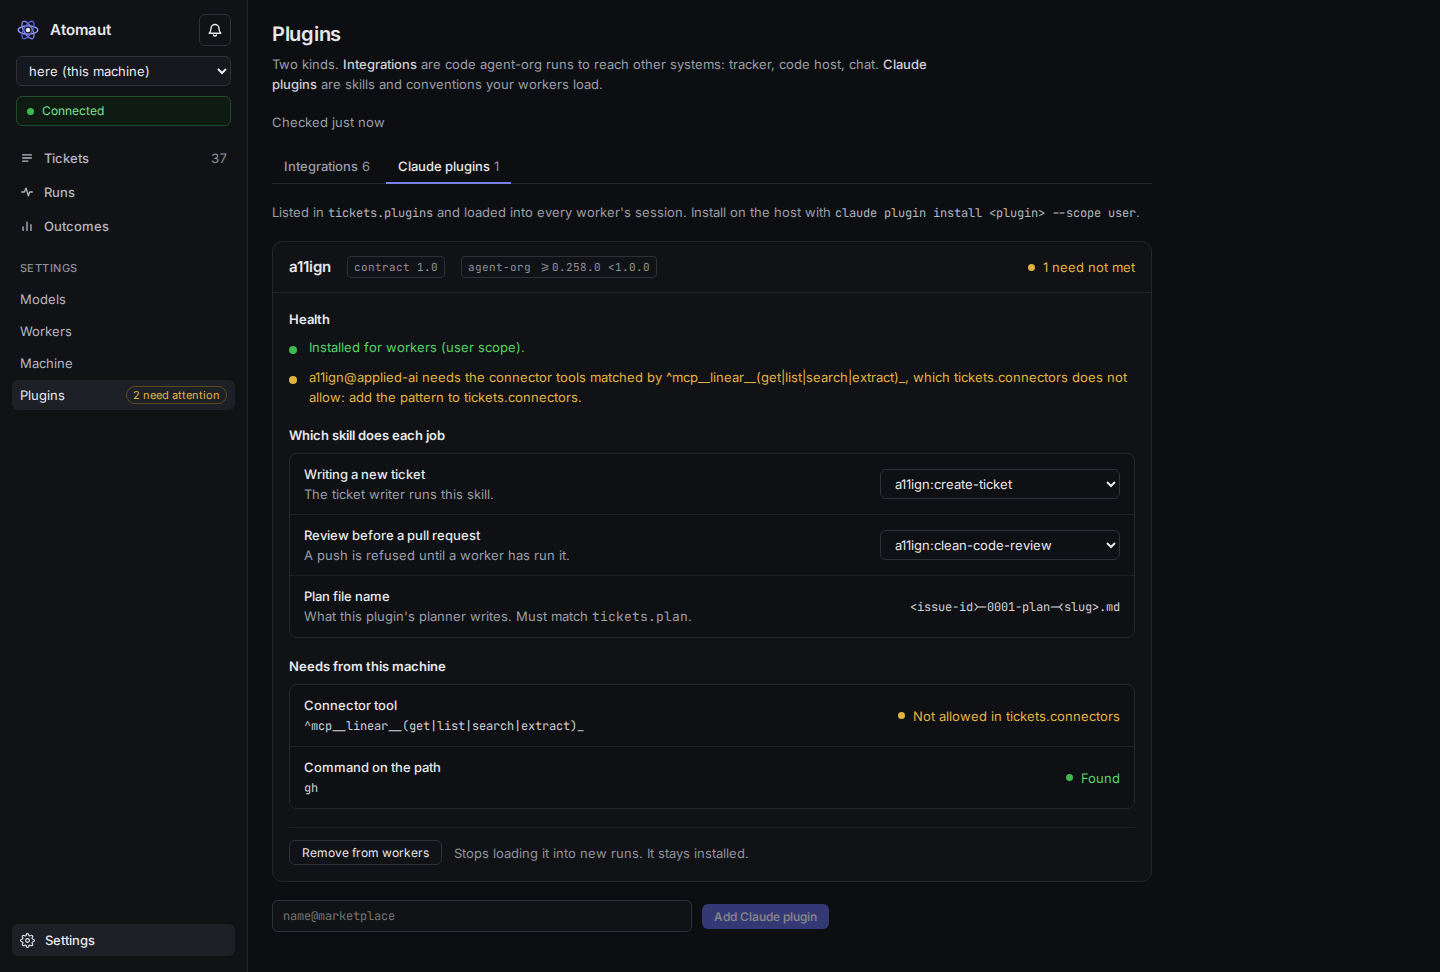 Atomaut
here (this machine)
Connected
Tickets 37
Runs
Outcomes
SETTINGS
Models
Workers
Machine
Plugins 2 need attention
Settings
Plugins
Two kinds. Integrations are code agent-org runs to reach other systems: tracker, code host, chat. Claude
plugins are skills and conventions your workers load.
Checked just now
Integrations 6 Claude plugins 1
Listed in tickets.plugins and loaded into every worker's session. Install on the host with claude plugin install <plugin> --scope user.
a11ign contract 1.0 agent-org >=0.258.0 <1.0.0 1 need not met
Health
Installed for workers (user scope).
a11ign@applied-ai needs the connector tools matched by ^mcp__linear__(get|list|search|extract)_, which tickets.connectors does not
allow: add the pattern to tickets.connectors.
Which skill does each job
Writing a new ticket
The ticket writer runs this skill.
a11ign:create-ticket
Review before a pull request
A push is refused until a worker has run it.
a11ign:clean-code-review
Plan file name
What this plugin's planner writes. Must match tickets.plan.
<issue-id>-0001-plan-<slug>.md
Needs from this machine
Connector tool
^mcp__linear__(get|list|search|extract)_
Not allowed in tickets.connectors
Command on the path
gh
Found
Remove from workers Stops loading it into new runs. It stays installed.
name@marketplace Add Claude plugin